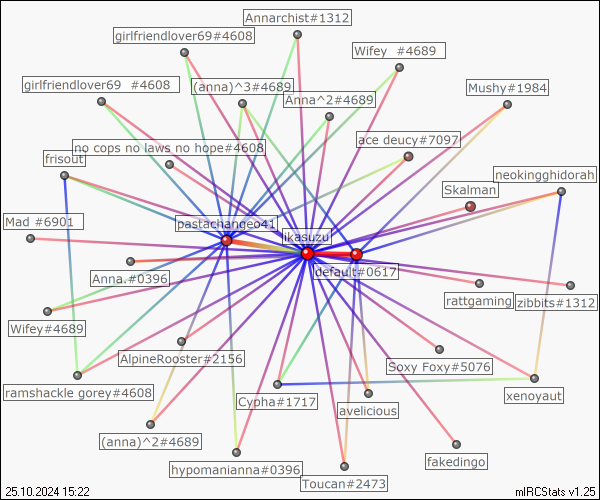 Annarchist#1312
girlfriendlover69#4608
Wifey  #4689
girlfriendlover69  #4608
(anna)^3#4689
Mushy#1984
Anna^2#4689
ace deucy#7097
no cops no laws no hope#4608
frisout
neokingghidorah
Skalman
Mad #6901
pastachangeo41
ikasuzu
default#0617
Anna.#0396
rattgaming
zibbits#1312
Wifey#4689
AlpineRooster#2156
Soxy Foxy#5076
ramshackle gorey#4608
Cypha#1717
avelicious
xenoyaut
(anna)^2#4689
hypomanianna#0396
fakedingo
Toucan#2473
25.10.2024 15:22
mIRCStats v1.25